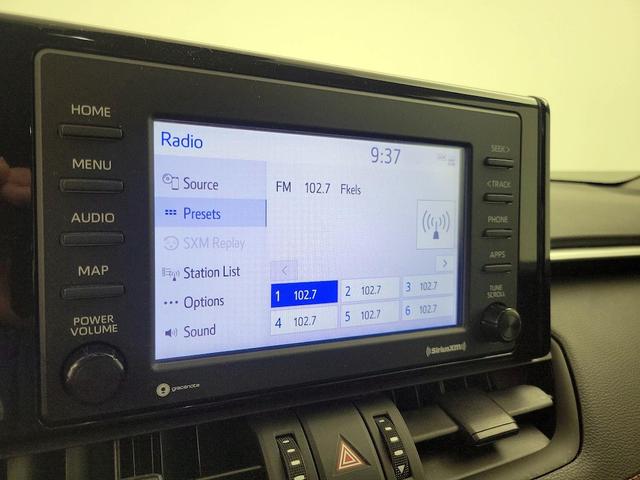 HOME
MENU
AUDIO
MAP
POWER
VOLUME
Radio
9:37
Source
Presets
SXM Replay
Station List
Options
Sound
FM 102.7 Fkels
1 102.7
2 102.7
3 102.7
4 102.7
5 102.7
6 102.7
SEEK >
< TRACK
PHONE
APPS
TUNE
SCROLL
gracenote
SiriusXM